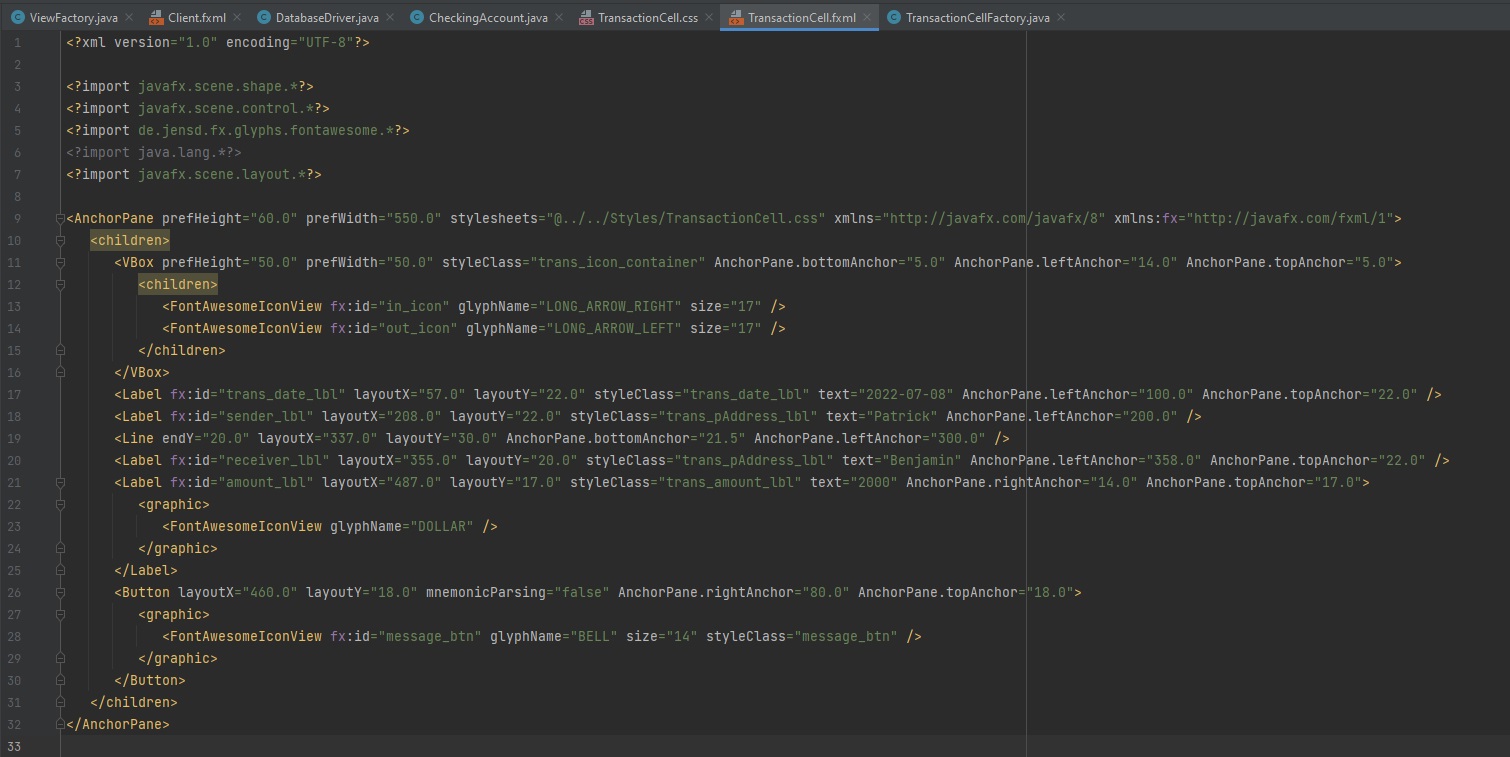 ViewFactory.java Client.fxml DatabaseDriver.java CheckingAccount.java TransactionCell.css TransactionCell.fxml TransactionCellFactory.java
1 <?xml version="1.0" encoding="UTF-8"?>
2
3 <?import javafx.scene.shape.*?>
4 <?import javafx.scene.control.*?>
5 <?import de.jensd.fx.glyphs.fontawesome.*?>
6 <?import java.lang.*?>
7 <?import javafx.scene.layout.*?>
8
9 <AnchorPane prefHeight="60.0" prefWidth="550.0" stylesheets="@../../Styles/TransactionCell.css" xmlns="http://javafx.com/javafx/8" xmlns:fx="http://javafx.com/fxml/1">
10 <children>
11 <VBox prefHeight="50.0" prefWidth="50.0" styleClass="trans_icon_container" AnchorPane.bottomAnchor="5.0" AnchorPane.leftAnchor="14.0" AnchorPane.topAnchor="5.0">
12 <children>
13 <FontAwesomeIconView fx:id="in_icon" glyphName="LONG_ARROW_RIGHT" size="17" />
14 <FontAwesomeIconView fx:id="out_icon" glyphName="LONG_ARROW_LEFT" size="17" />
15 </children>
16 </VBox>
17 <Label fx:id="trans_date_lbl" layoutX="57.0" layoutY="22.0" styleClass="trans_date_lbl" text="2022-07-08" AnchorPane.leftAnchor="100.0" AnchorPane.topAnchor="22.0" />
18 <Label fx:id="sender_lbl" layoutX="208.0" layoutY="22.0" styleClass="trans_pAddress_lbl" text="Patrick" AnchorPane.leftAnchor="200.0" />
19 <Line endY="20.0" layoutX="337.0" layoutY="30.0" AnchorPane.bottomAnchor="21.5" AnchorPane.leftAnchor="300.0" />
20 <Label fx:id="receiver_lbl" layoutX="355.0" layoutY="20.0" styleClass="trans_pAddress_lbl" text="Benjamin" AnchorPane.leftAnchor="358.0" AnchorPane.topAnchor="22.0" />
21 <Label fx:id="amount_lbl" layoutX="487.0" layoutY="17.0" styleClass="trans_amount_lbl" text="2000" AnchorPane.rightAnchor="14.0" AnchorPane.topAnchor="17.0">
22 <graphic>
23 <FontAwesomeIconView glyphName="DOLLAR" />
24 </graphic>
25 </Label>
26 <Button layoutX="460.0" layoutY="18.0" mnemonicParsing="false" AnchorPane.rightAnchor="80.0" AnchorPane.topAnchor="18.0">
27 <graphic>
28 <FontAwesomeIconView fx:id="message_btn" glyphName="BELL" size="14" styleClass="message_btn" />
29 </graphic>
30 </Button>
31 </children>
32 </AnchorPane>
33